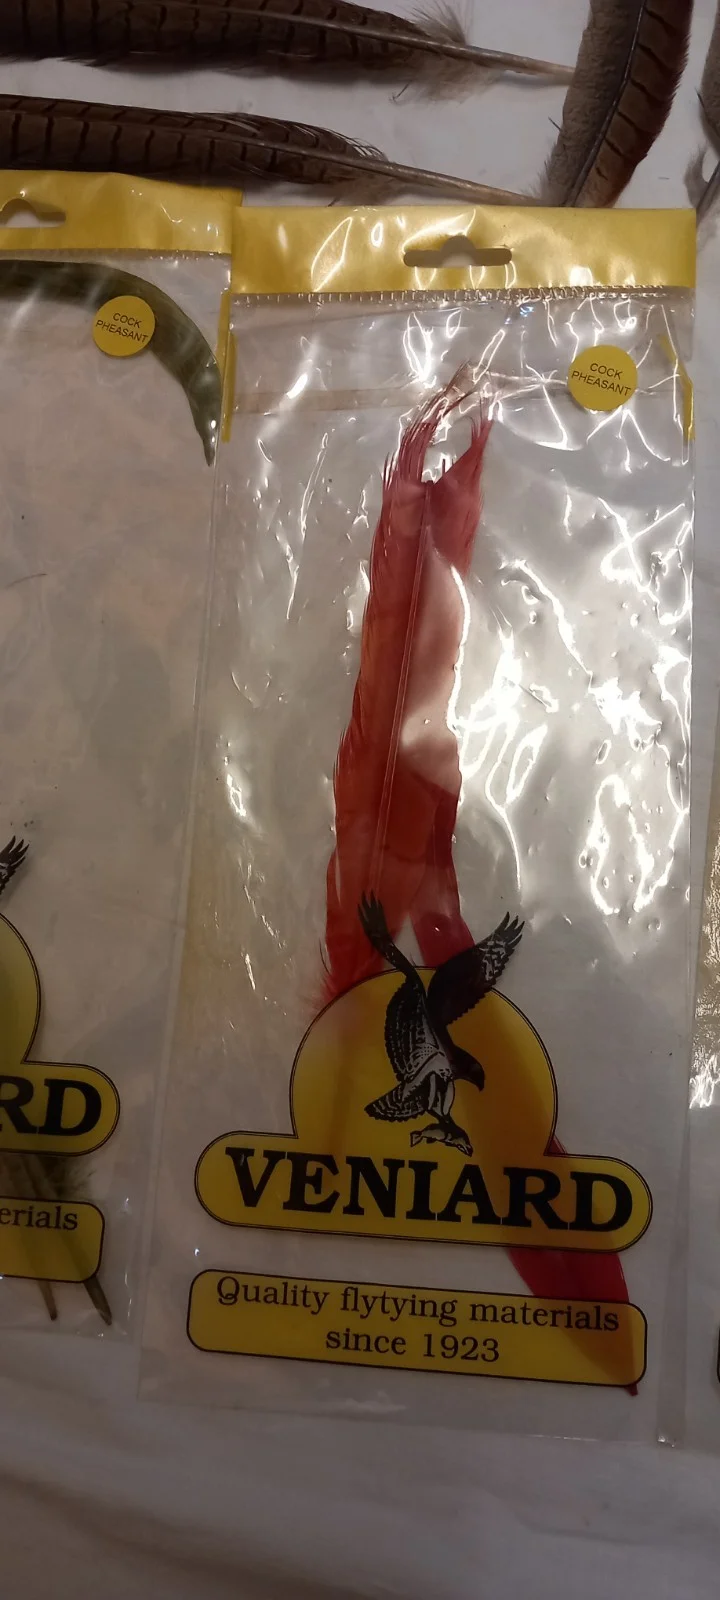 COCK
PHEASANT
COCK
PHEASANT
RD
erials
VENIARD
Quality flytying materials
since 1923